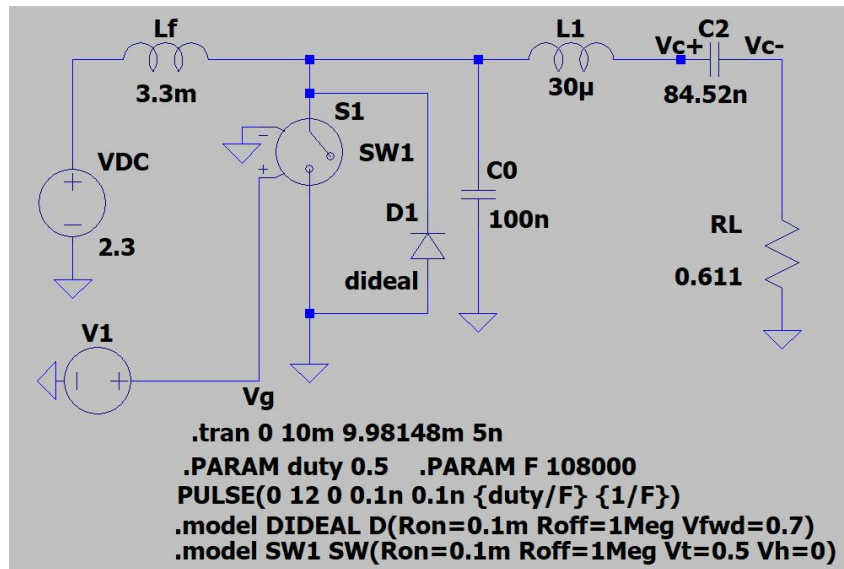 Lf
3.3m
L1
30µ
Vc+
C2
Vc-
84.52n
S1
SW1
−
+
VDC
+
−
2.3
C0
100n
D1
dideal
RL
0.611
V1
− +
Vg
.tran 0 10m 9.98148m 5n
.PARAM duty 0.5 .PARAM F 108000
PULSE(0 12 0 0.1n 0.1n {duty/F} {1/F})
.model DIDEAL D(Ron=0.1m Roff=1Meg Vfwd=0.7)
.model SW1 SW(Ron=0.1m Roff=1Meg Vt=0.5 Vh=0)